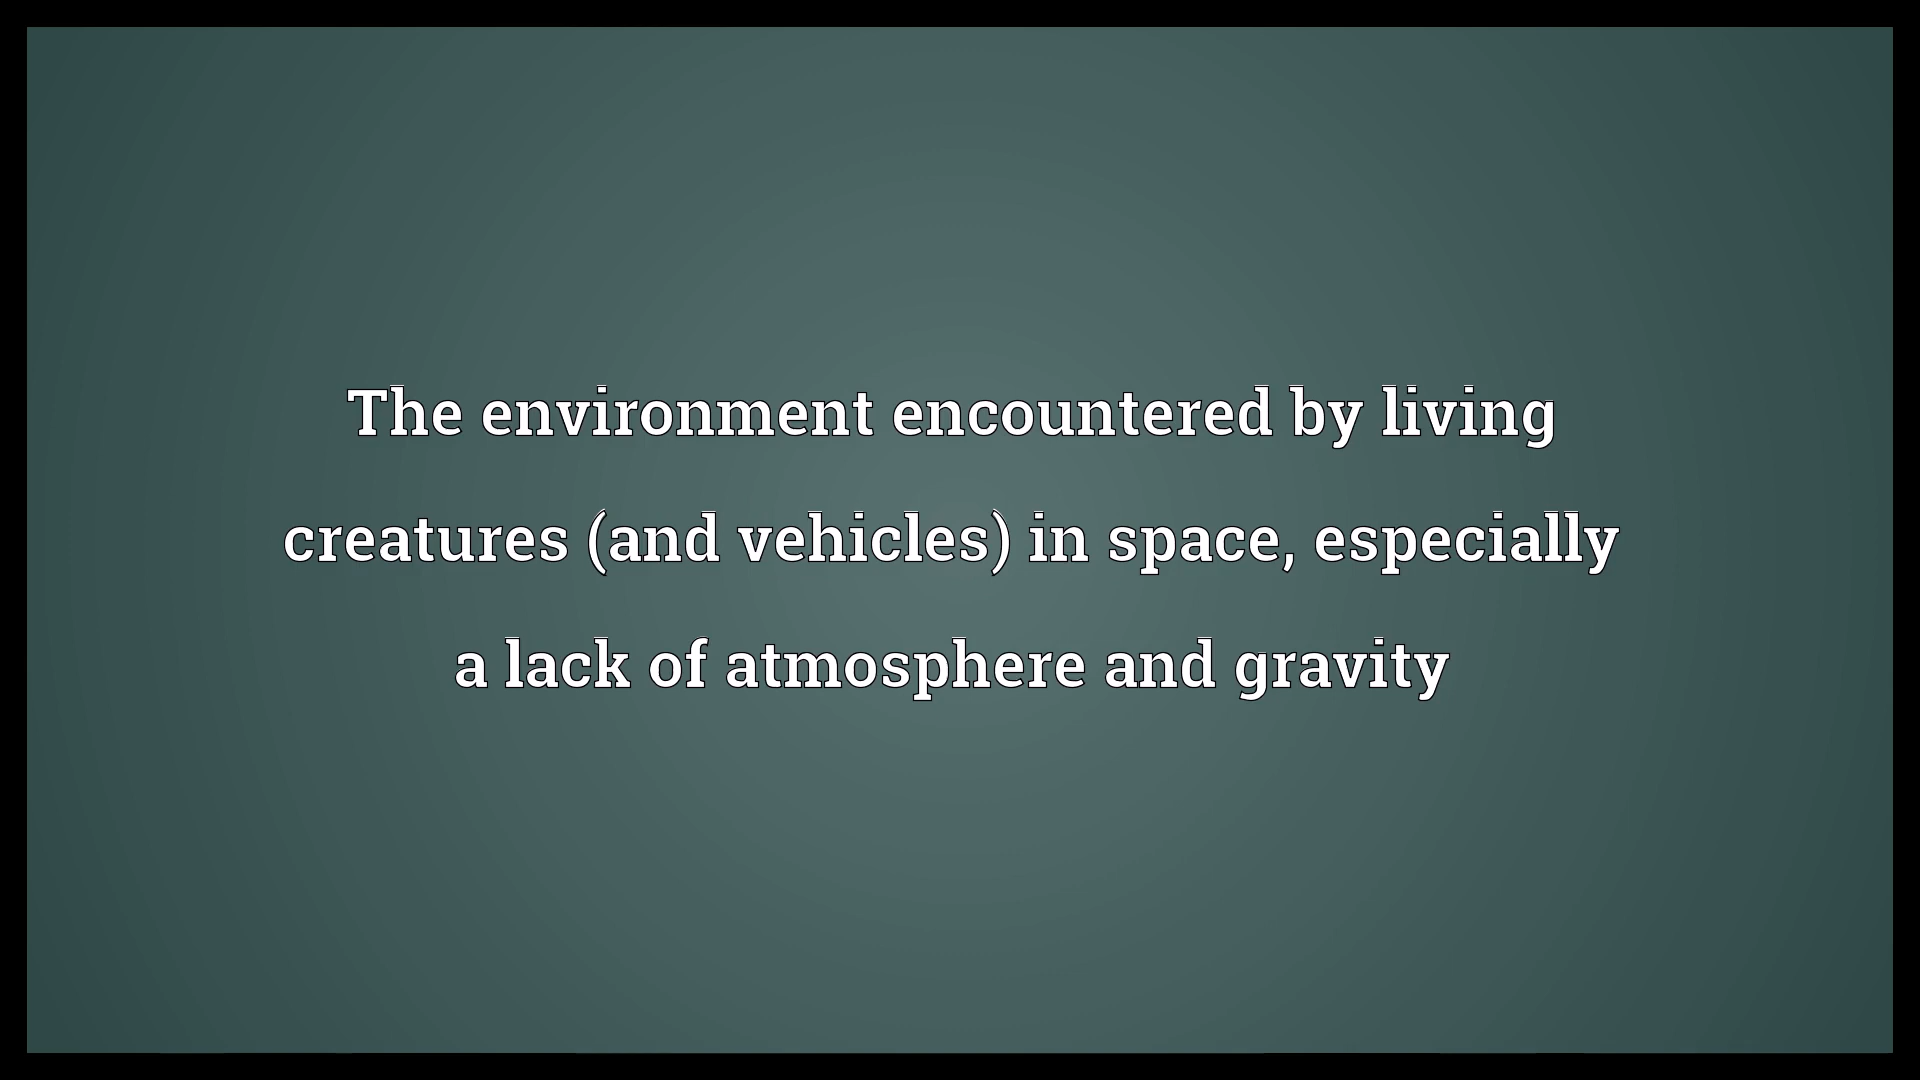 The environment encountered by living
creatures (and vehicles) in space, especially
a lack of atmosphere and gravity